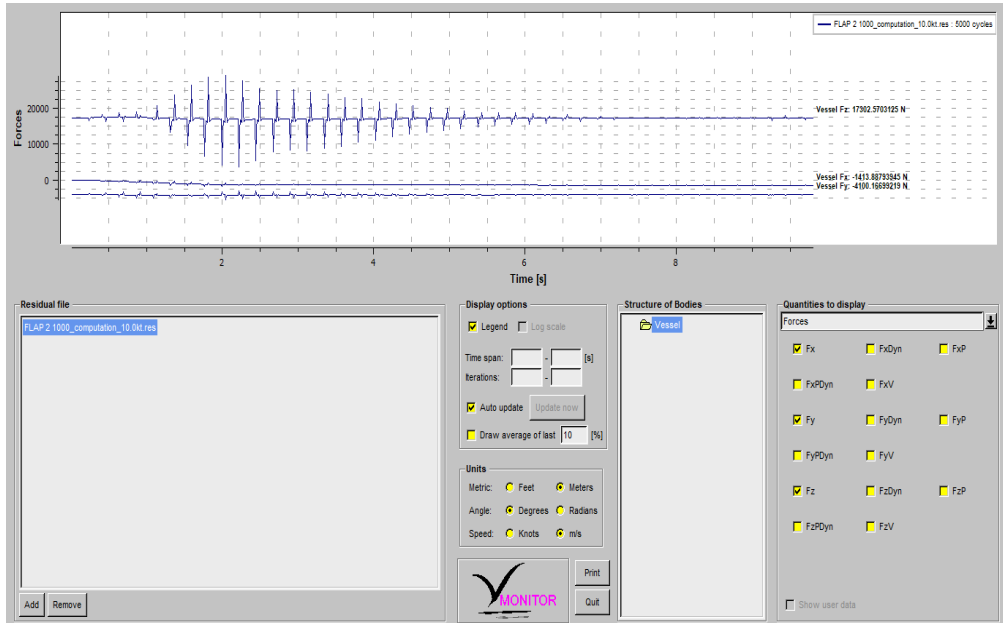 FLAP 2 1000_computation_10.0kt.res : 5000 cycles
Forces
20000
10000
0
Vessel Fz: 17302.5703125 N
Vessel Fx: -1413.88793945 N
Vessel Fy: -4100.16699219 N
2
4
6
8
Time [s]
Residual file
FLAP 2 1000_computation_10.0kt.res
Add
Remove
Display options
Legend
Log scale
Time span:
-
[s]
Iterations:
-
Auto update
Update now
Draw average of last
10
[%]
Units
Metric:
Feet
Meters
Angle:
Degrees
Radians
Speed:
Knots
m/s
MONITOR
Print
Quit
Structure of Bodies
Vessel
Quantities to display
Forces
Fx
FxDyn
FxP
FxPDyn
FxV
Fy
FyDyn
FyP
FyPDyn
FyV
Fz
FzDyn
FzP
FzPDyn
FzV
Show user data